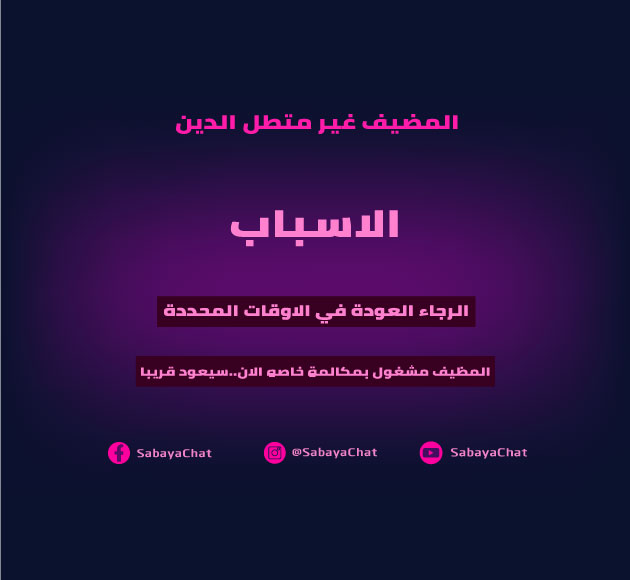 المضيف غير متطل الدين
الاسباب
الرجاء العودة في الاوقات المحددة
المظيف مشغول بمكالمة خاصه الان..سيعود قريبا
SabayaChat @SabayaChat SabayaChat